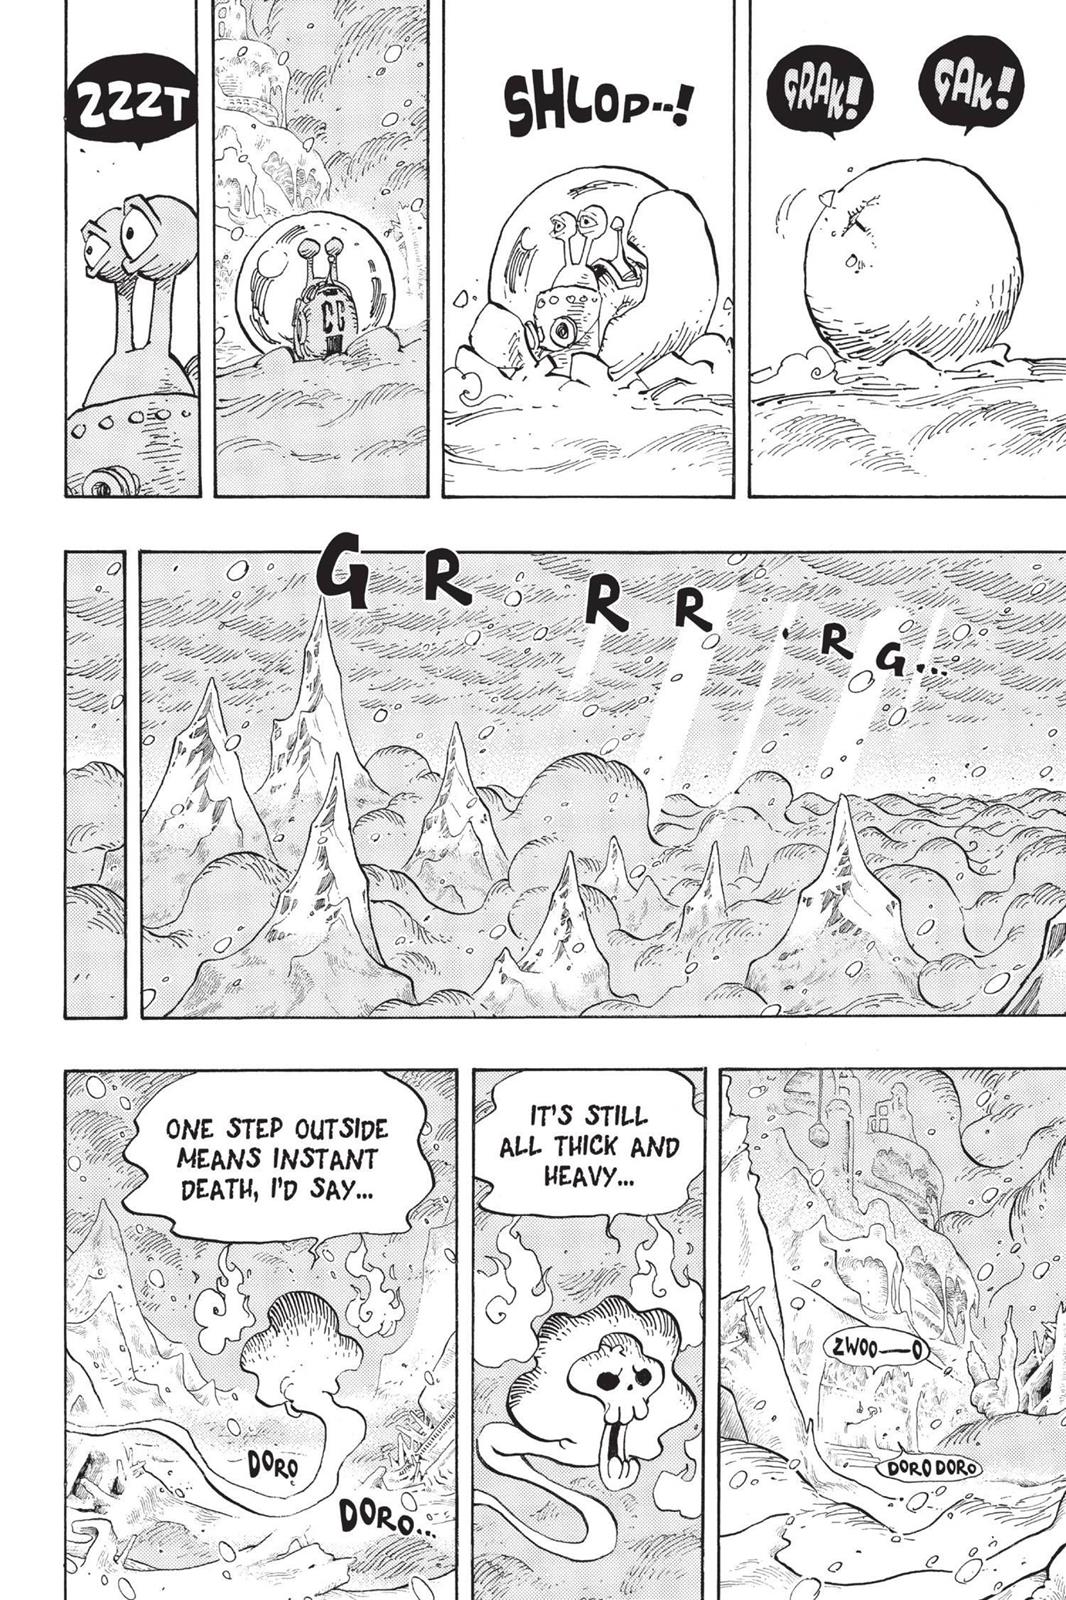 GAK!
GRAK!
SHLOP--!
CG
ZZZT
G R R R . R G...
ZWOO—O
DORO DORO
IT'S STILL
ALL THICK AND
HEAVY...
ONE STEP OUTSIDE
MEANS INSTANT
DEATH, I'D SAY...
DORO
DORO...